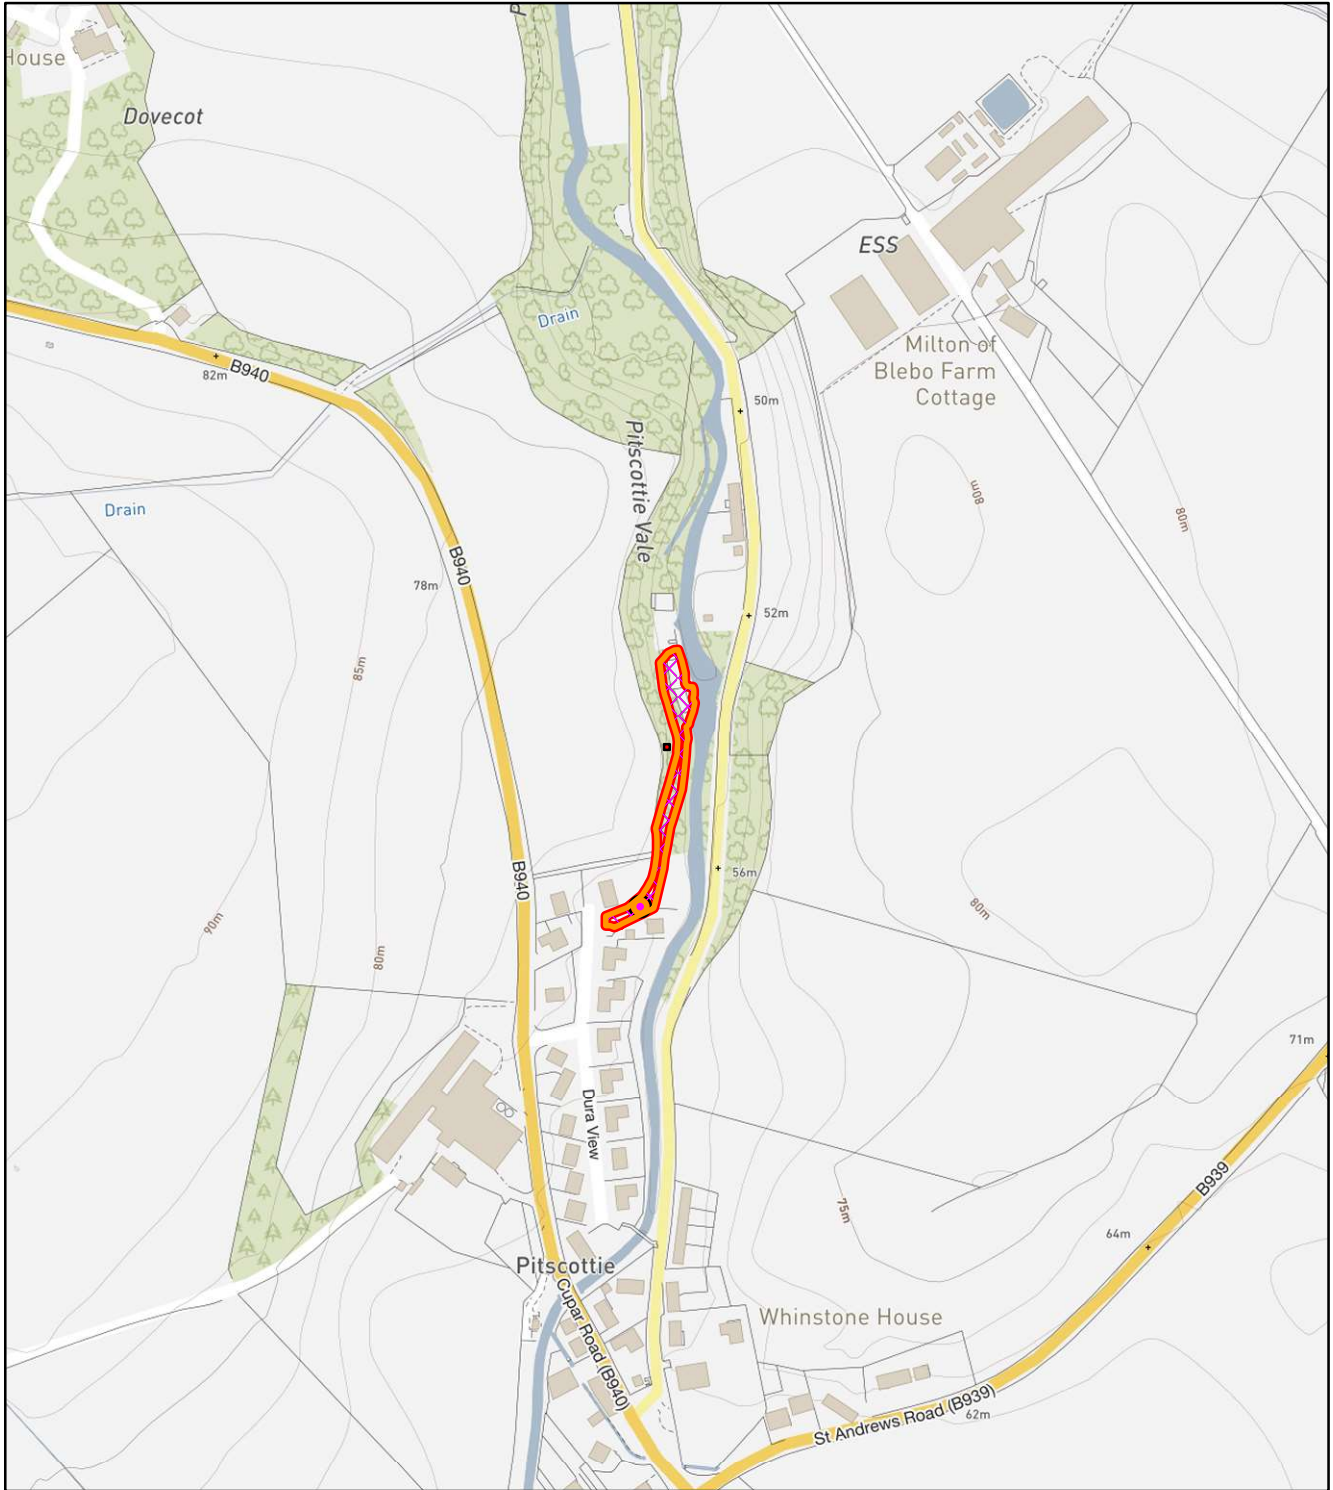 House
Dovecot
ESS
Drain
Milton of
Blebo Farm
Cottage
B940
82m
50m
Pitscottie Vale
80m
80m
Drain
B940
78m
52m
85m
B940
56m
90m
80m
80m
71m
Dura View
B939
75m
64m
Pitscottie
Cupar Road (B940)
Whinstone House
St Andrews Road (B939)
62m